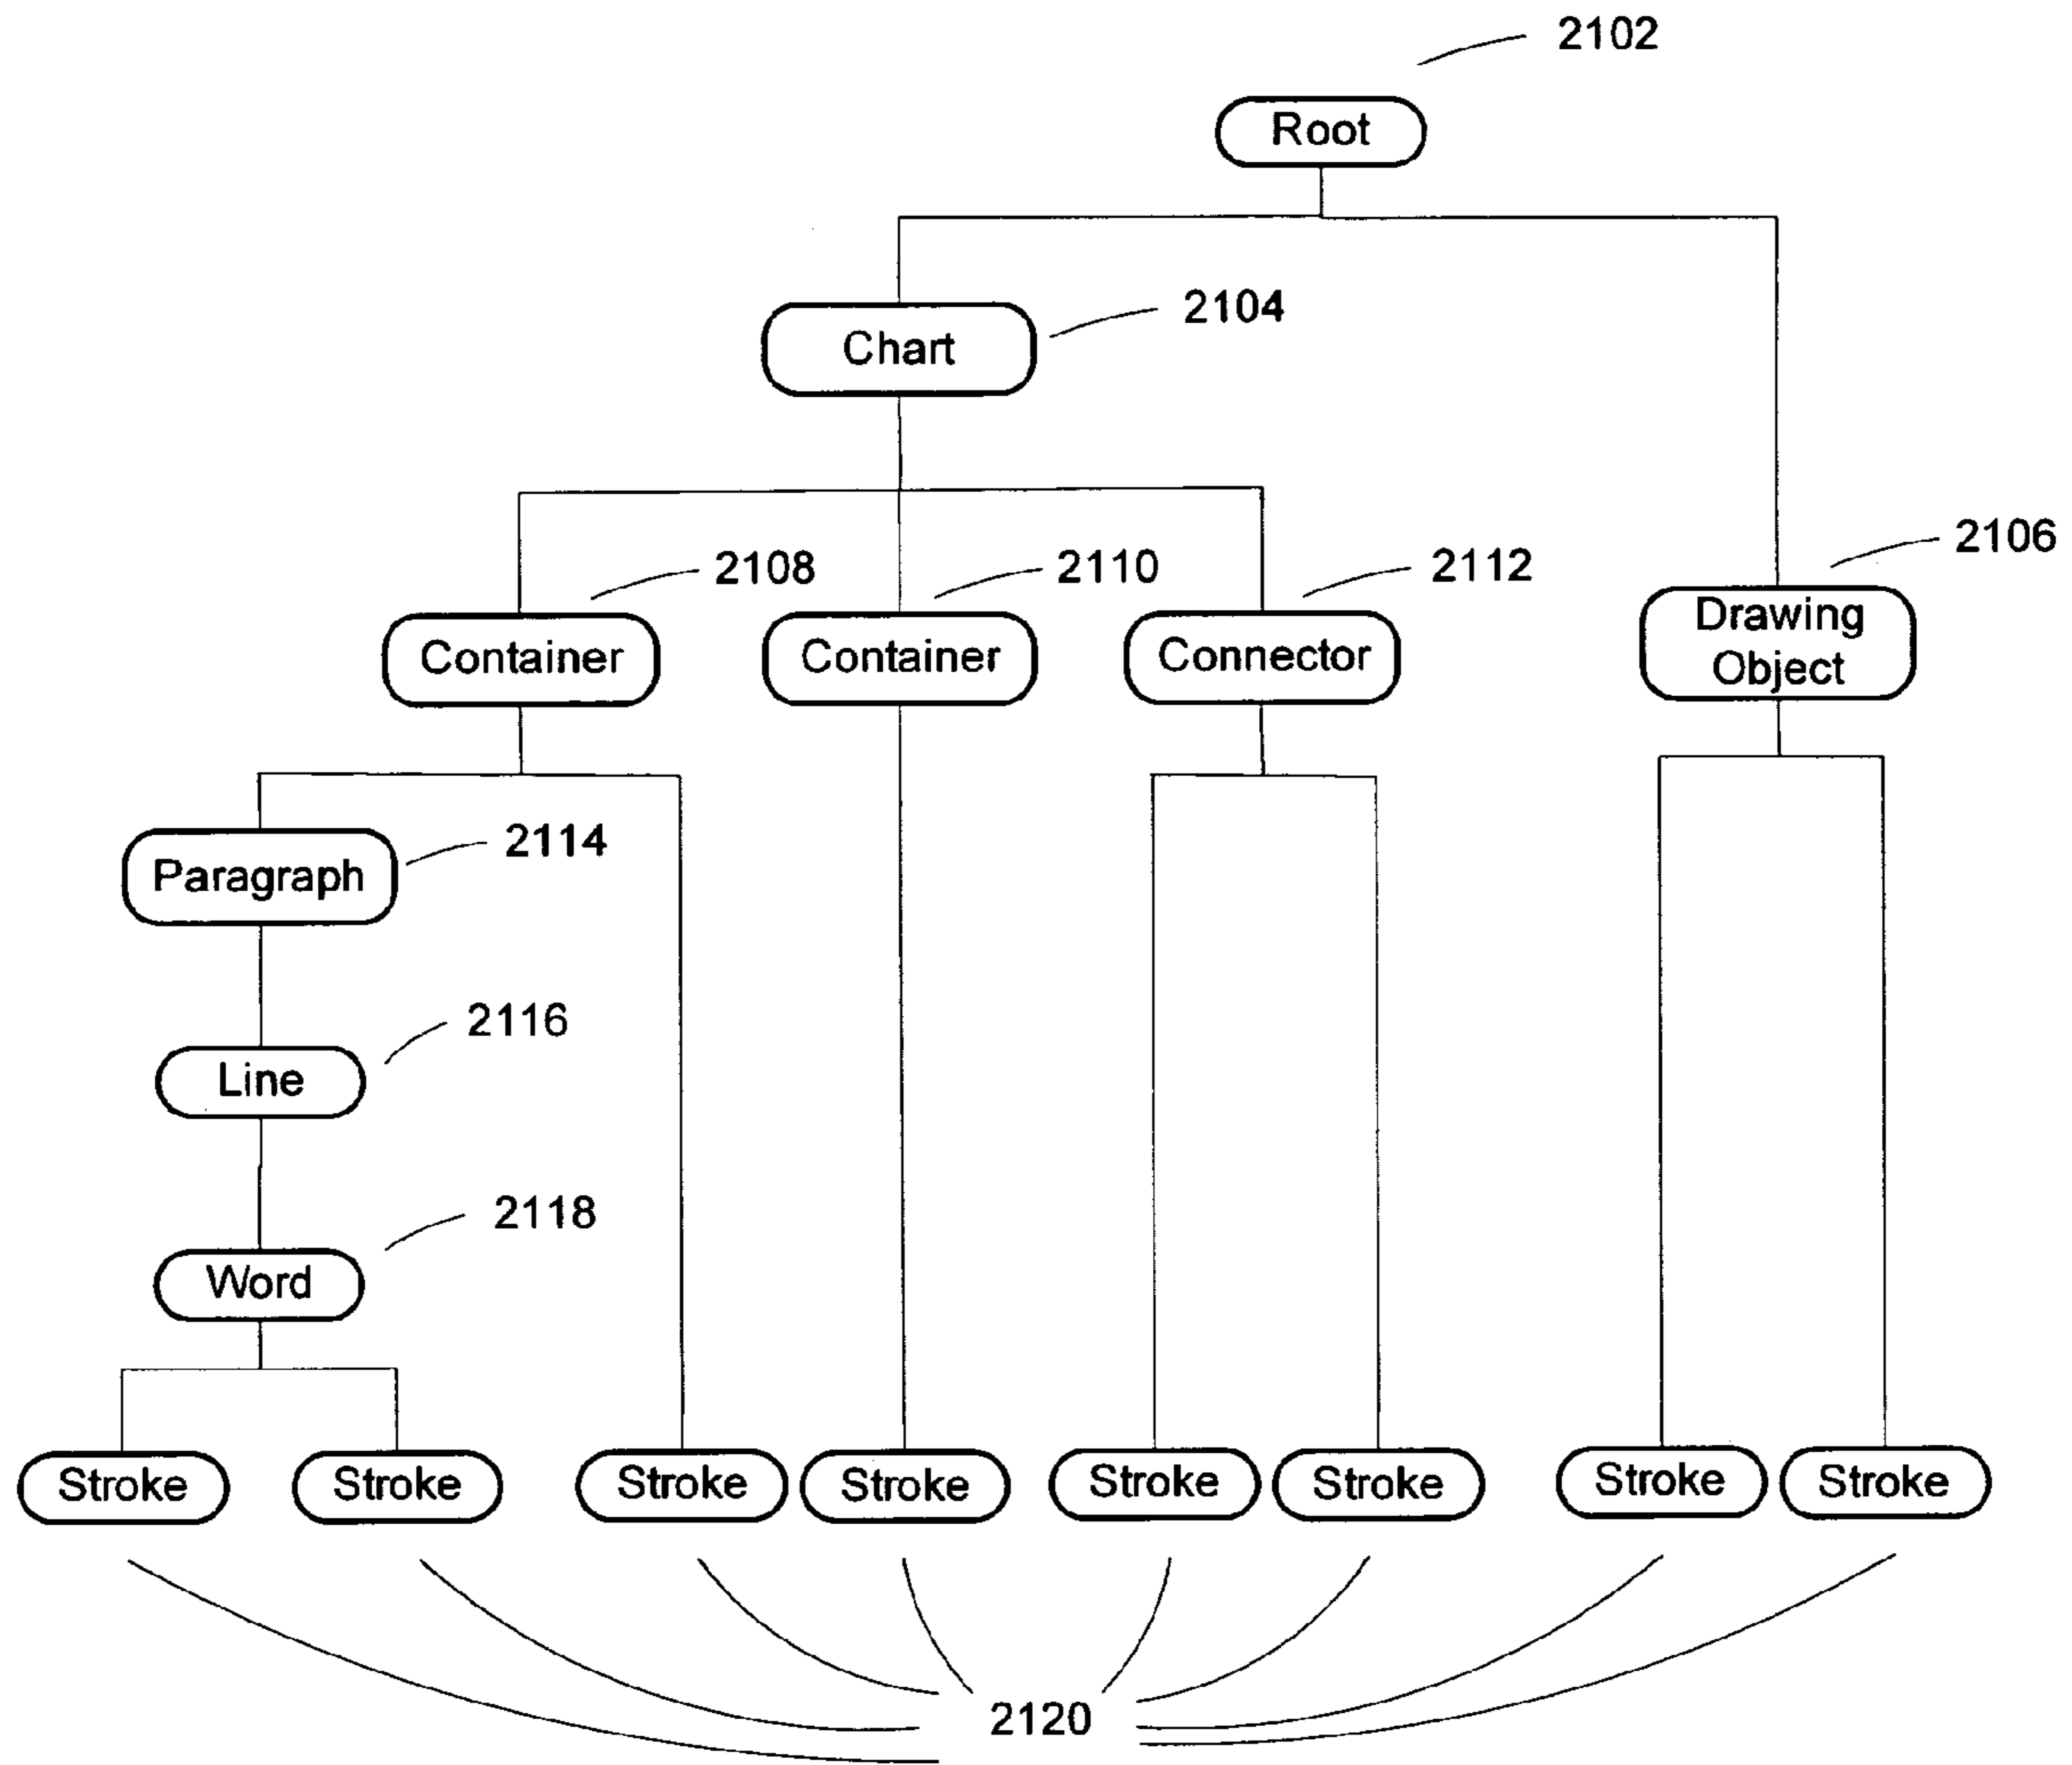 2102
Root
2104
Chart
2106
2108
2110
2112
Drawing
Object
Container
Container
Connector
2114
Paragraph
2116
Line
2118
Word
Stroke
Stroke
Stroke
Stroke
Stroke
Stroke
Stroke
Stroke
2120